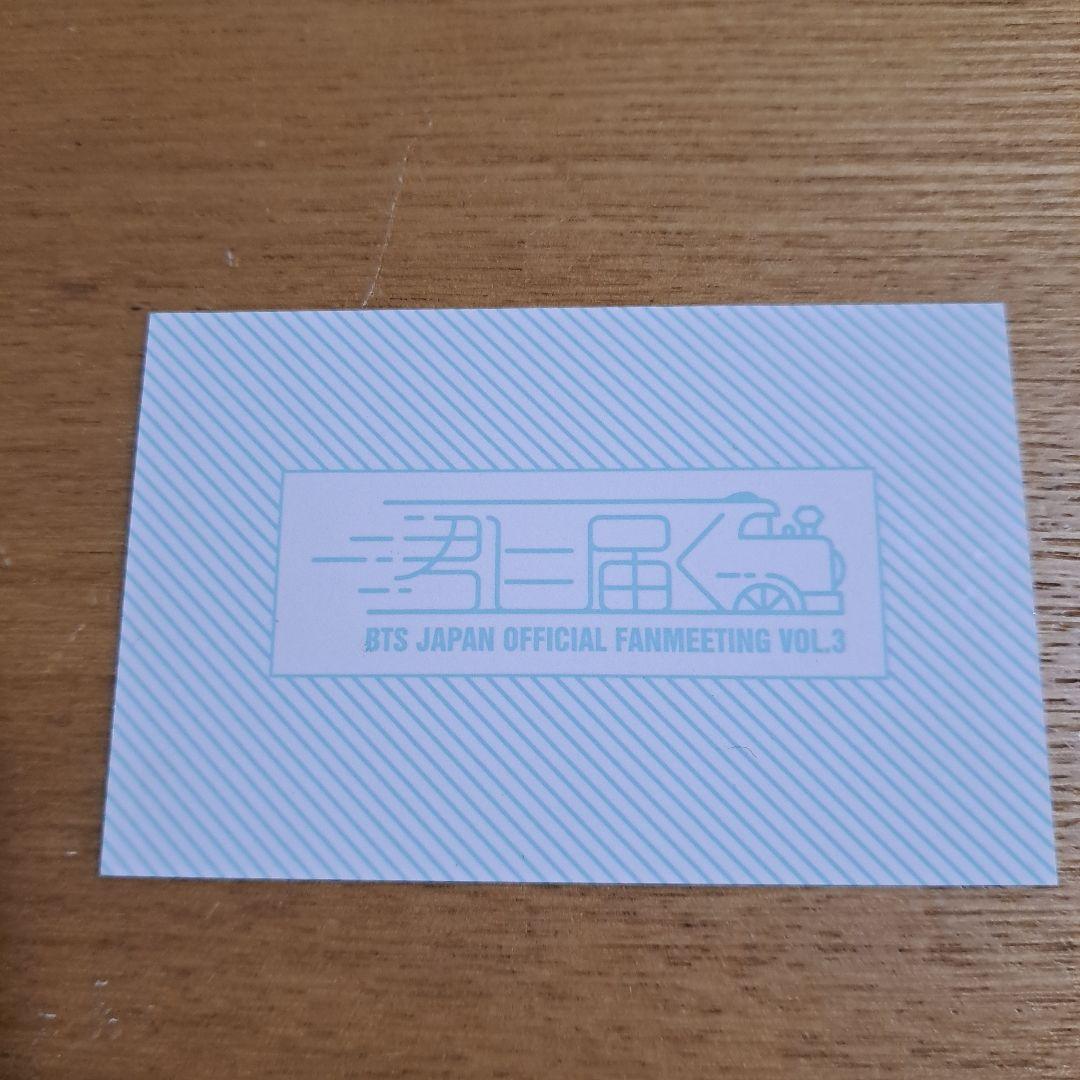 君に届く
BTS JAPAN OFFICIAL FANMEETING VOL.3